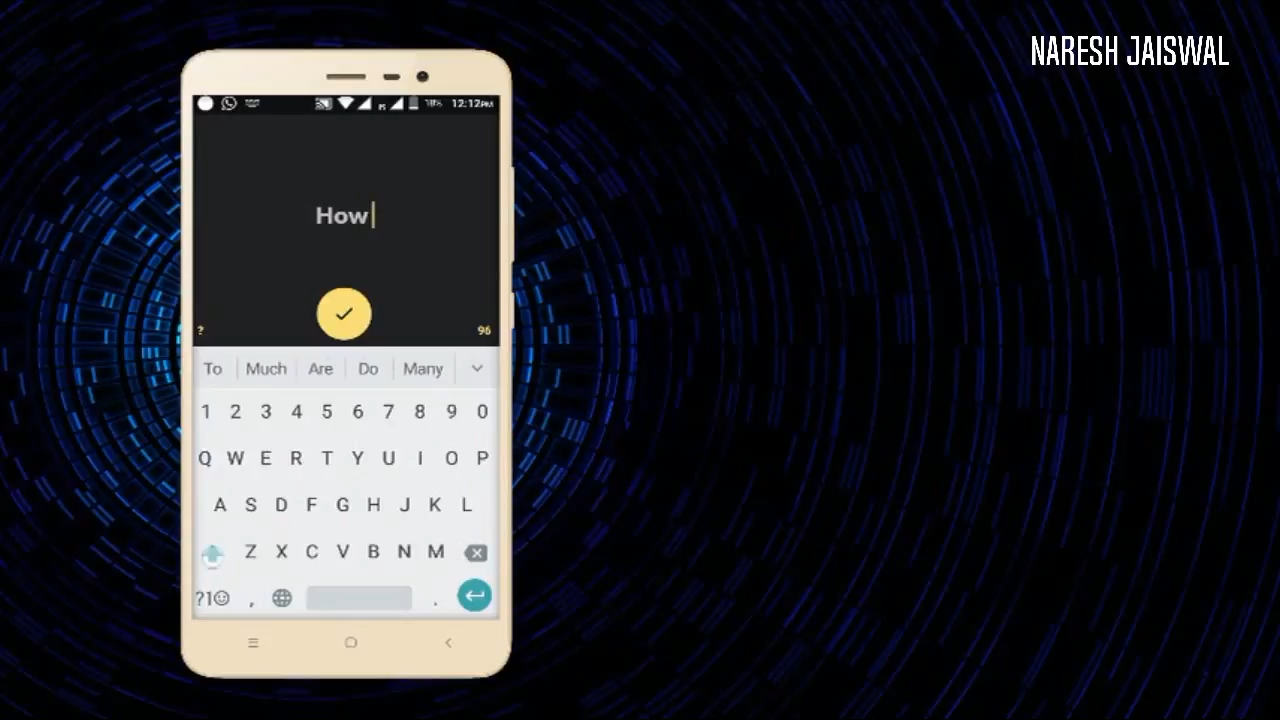 NARESH JAISWAL
12:12PM
How
?
96
To Much Are Do Many
1 2 3 4 5 6 7 8 9 0
Q W E R T Y U I O P
A S D F G H J K L
Z X C V B N M
?1☺ , .